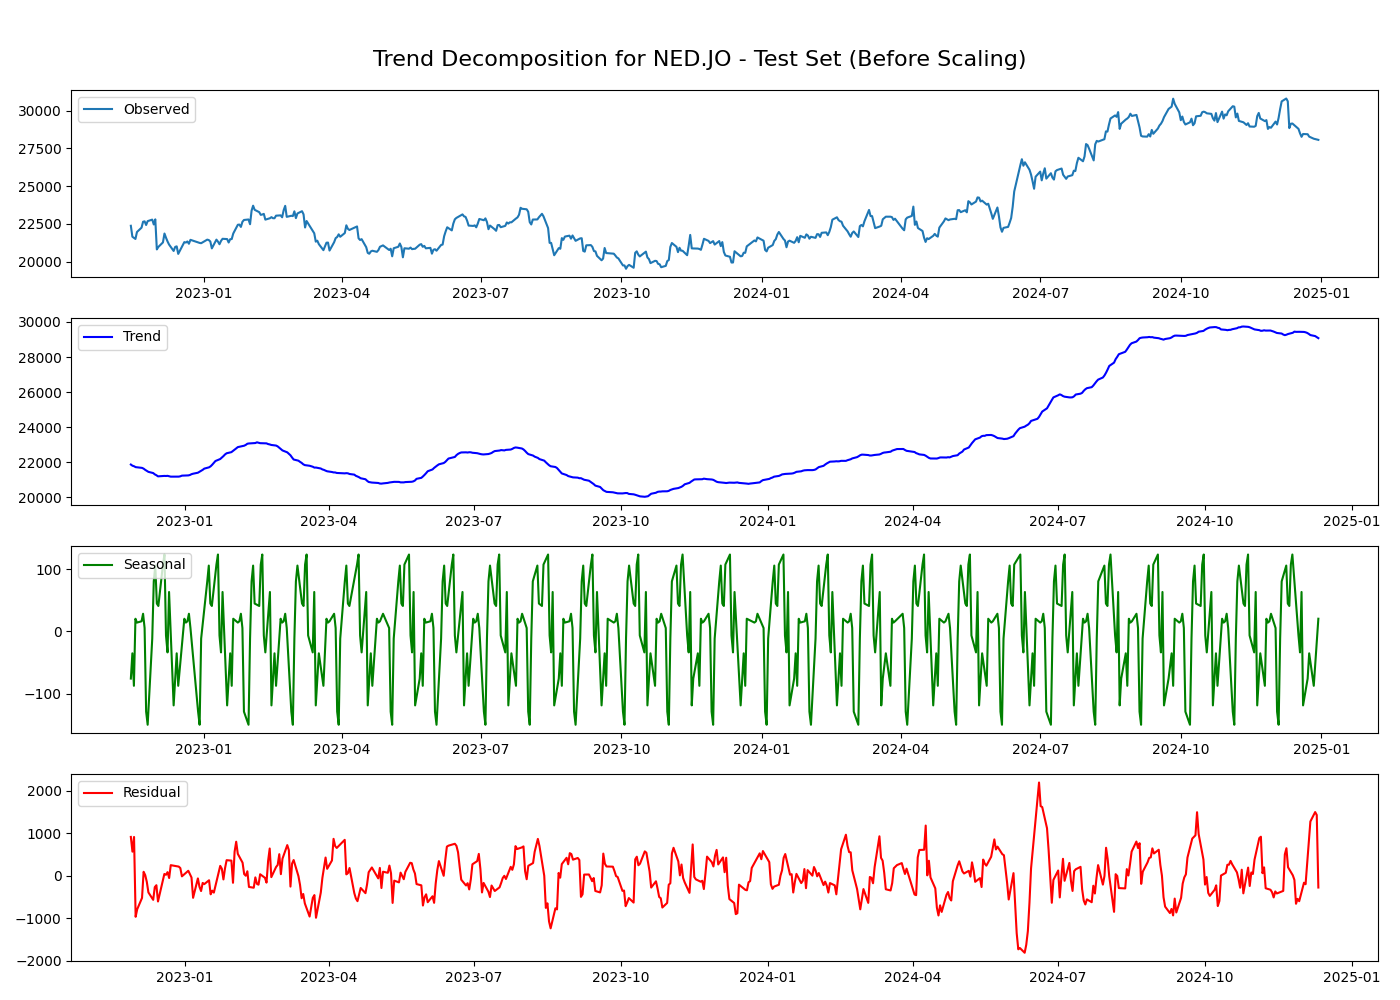 Trend Decomposition for NED.JO - Test Set (Before Scaling)
Observed
30000
27500
25000
22500
20000
2023-01 2023-04 2023-07 2023-10 2024-01 2024-04 2024-07 2024-10 2025-01
Trend
30000
28000
26000
24000
22000
20000
2023-01 2023-04 2023-07 2023-10 2024-01 2024-04 2024-07 2024-10 2025-01
Seasonal
100
0
−100
2023-01 2023-04 2023-07 2023-10 2024-01 2024-04 2024-07 2024-10 2025-01
Residual
2000
1000
0
−1000
−2000
2023-01 2023-04 2023-07 2023-10 2024-01 2024-04 2024-07 2024-10 2025-01